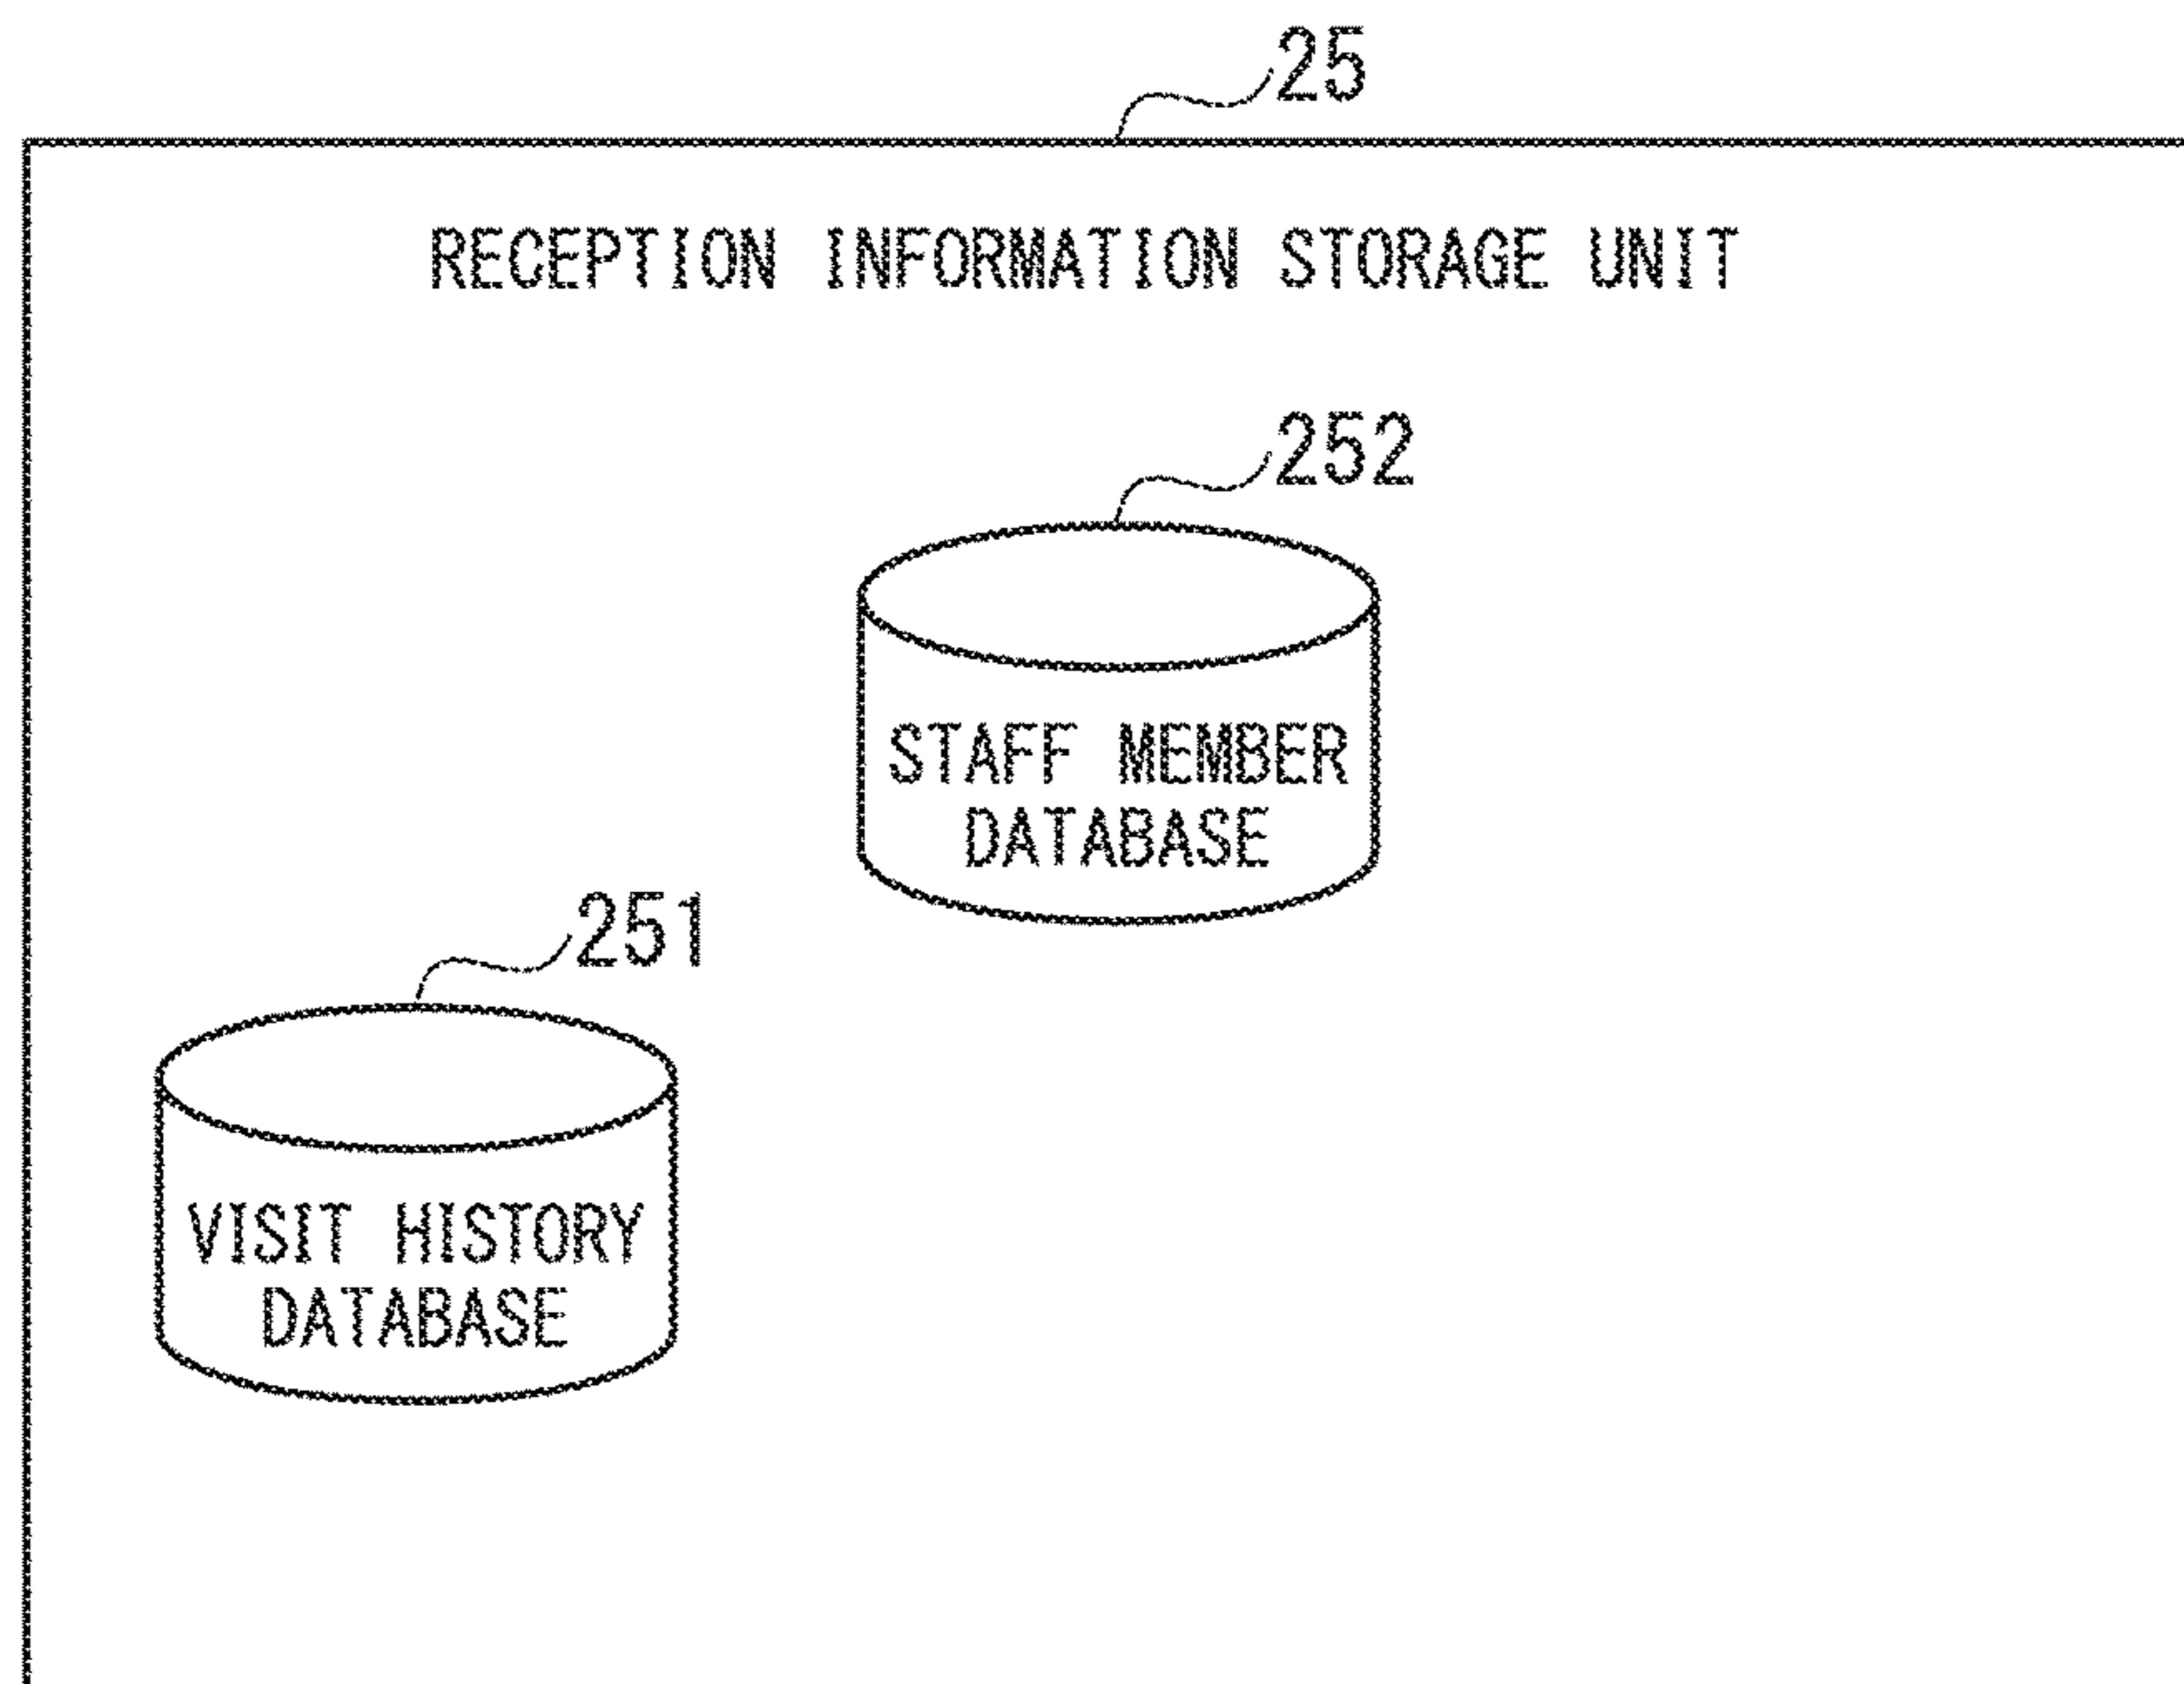 25
RECEPTION INFORMATION STORAGE UNIT
252
STAFF MEMBER
DATABASE
251
VISIT HISTORY
DATABASE